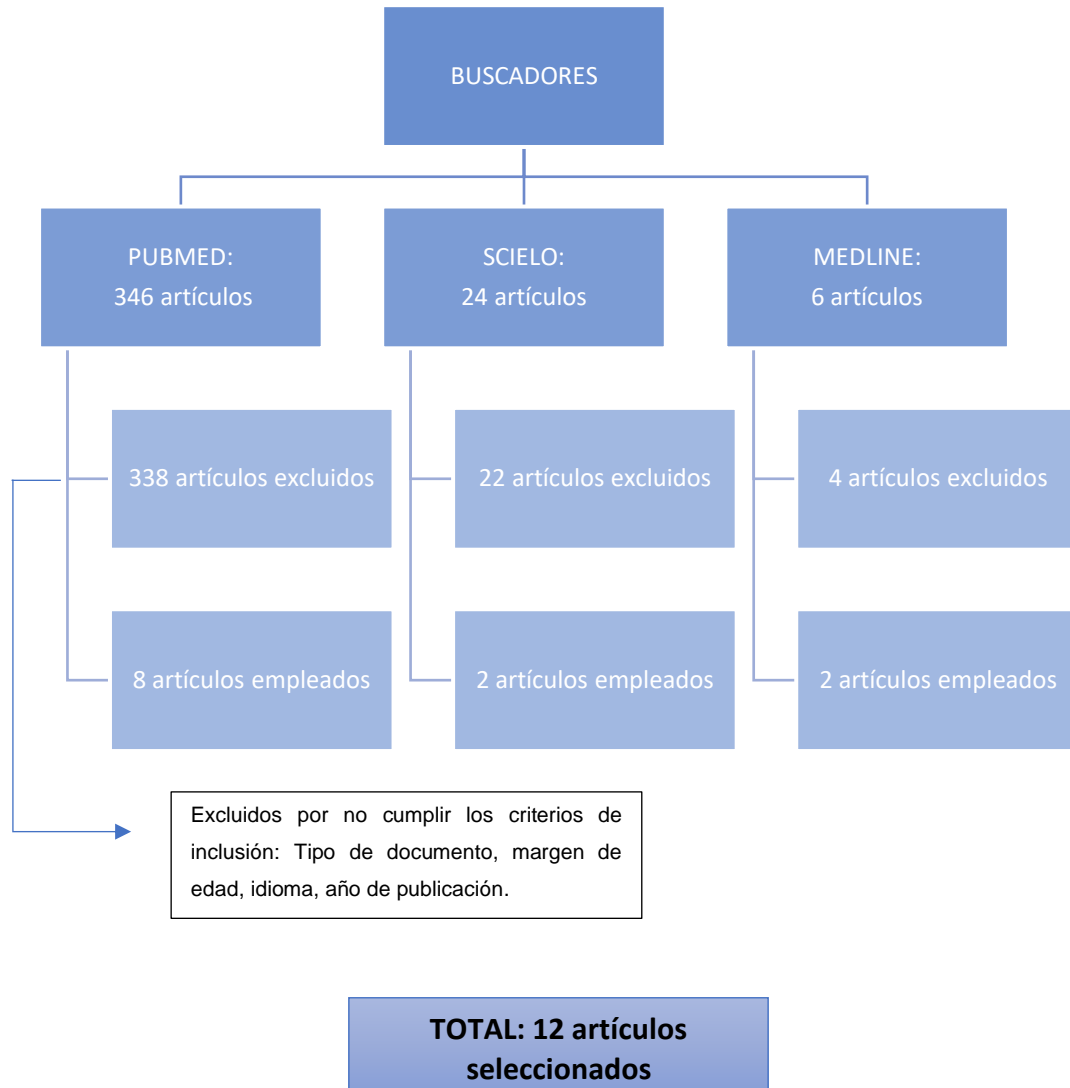 BUSCADORES
PUBMED:
346 artículos
SCIELO:
24 artículos
MEDLINE:
6 artículos
338 artículos excluidos
22 artículos excluidos
4 artículos excluidos
8 artículos empleados
2 artículos empleados
2 artículos empleados
Excluidos por no cumplir los criterios de
inclusión: Tipo de documento, margen de
edad, idioma, año de publicación.
TOTAL: 12 artículos
seleccionados